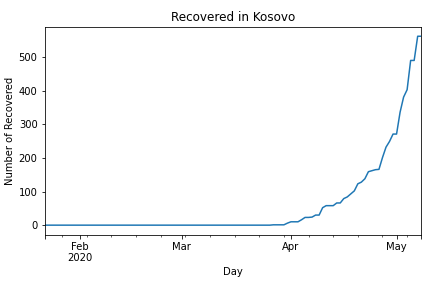 Recovered in Kosovo
Number of Recovered
500
400
300
200
100
0
Feb
2020
Mar
Apr
May
Day